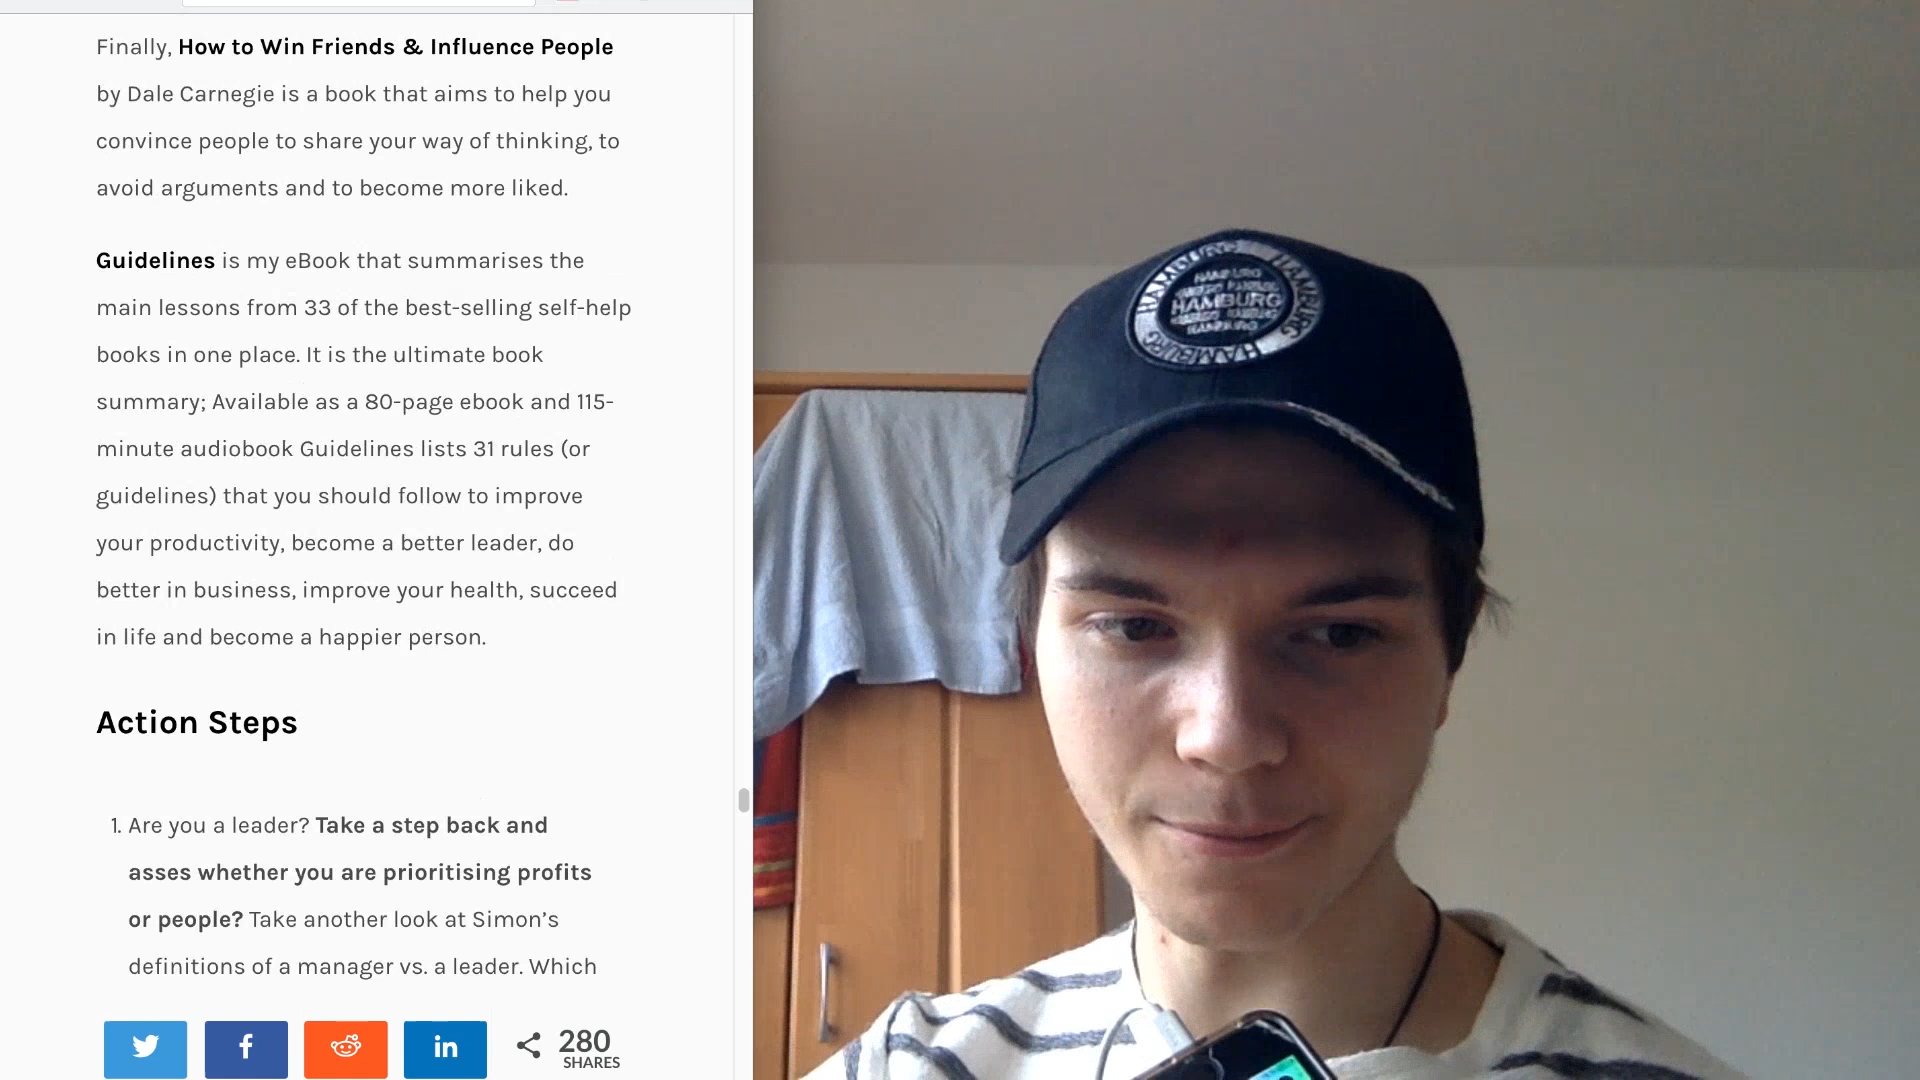 Finally, How to Win Friends & Influence People
by Dale Carnegie is a book that aims to help you
convince people to share your way of thinking, to
avoid arguments and to become more liked.
Guidelines is my eBook that summarises the
main lessons from 33 of the best-selling self-help
books in one place. It is the ultimate book
summary; Available as a 80-page ebook and 115-
minute audiobook Guidelines lists 31 rules (or
guidelines) that you should follow to improve
your productivity, become a better leader, do
better in business, improve your health, succeed
in life and become a happier person.
Action Steps
1. Are you a leader? Take a step back and
asses whether you are prioritising profits
or people? Take another look at Simon's
definitions of a manager vs. a leader. Which
280
SHARES
HAMBURG HAMBURG HAMBURG HAMBURG
HAMBURG
HAMBURG
HAMBURG